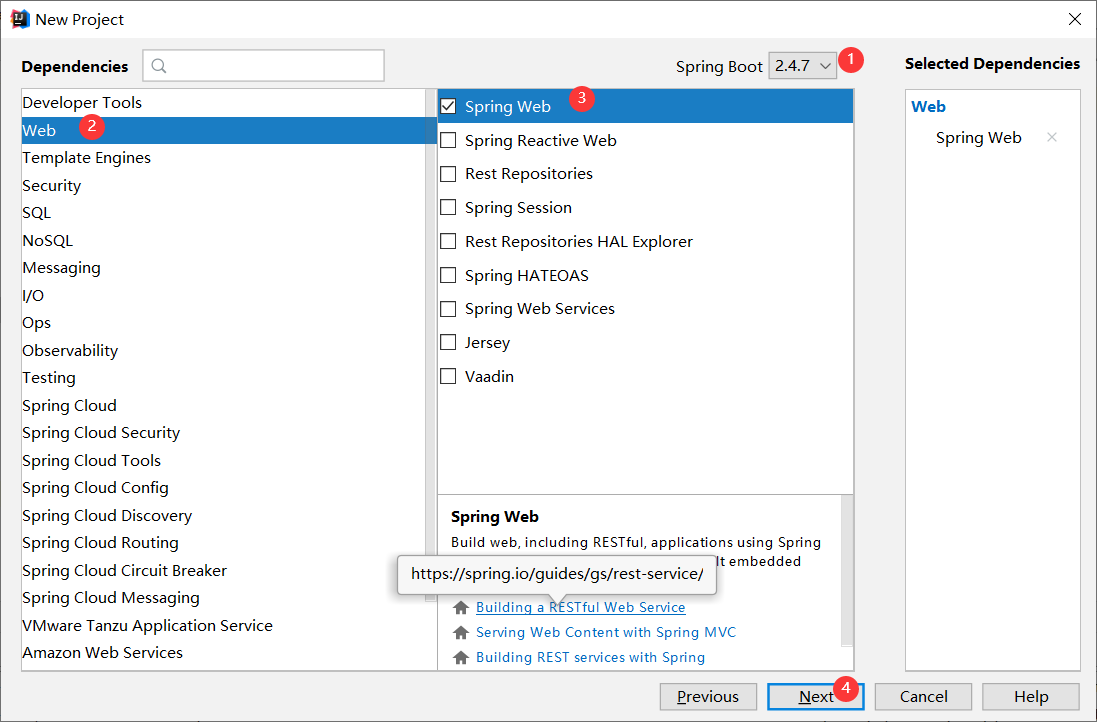 New Project
Dependencies
Spring Boot 2.4.7 1
Selected Dependencies
Developer Tools
Web 2
Template Engines
Security
SQL
NoSQL
Messaging
I/O
Ops
Observability
Testing
Spring Cloud
Spring Cloud Security
Spring Cloud Tools
Spring Cloud Config
Spring Cloud Discovery
Spring Cloud Routing
Spring Cloud Circuit Breaker
Spring Cloud Messaging
VMware Tanzu Application Service
Amazon Web Services
Spring Web 3
Spring Reactive Web
Rest Repositories
Spring Session
Rest Repositories HAL Explorer
Spring HATEOAS
Spring Web Services
Jersey
Vaadin
Spring Web
Build web, including RESTful, applications using Spring
embedded
https://spring.io/guides/gs/rest-service/
Building a RESTful Web Service
Serving Web Content with Spring MVC
Building REST services with Spring
Web
Spring Web
Previous
Next 4
Cancel
Help